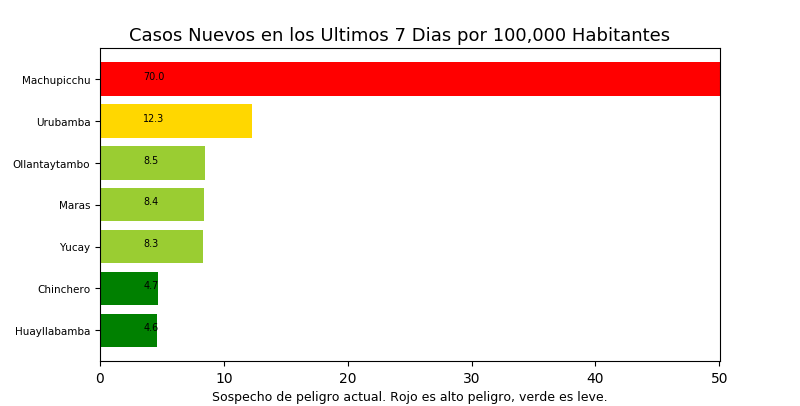 Casos Nuevos en los Ultimos 7 Dias por 100,000 Habitantes
Machupicchu 70.0
Urubamba 12.3
Ollantaytambo 8.5
Maras 8.4
Yucay 8.3
Chinchero 4.7
Huayllabamba 4.6
0 10 20 30 40 50
Sospecho de peligro actual. Rojo es alto peligro, verde es leve.